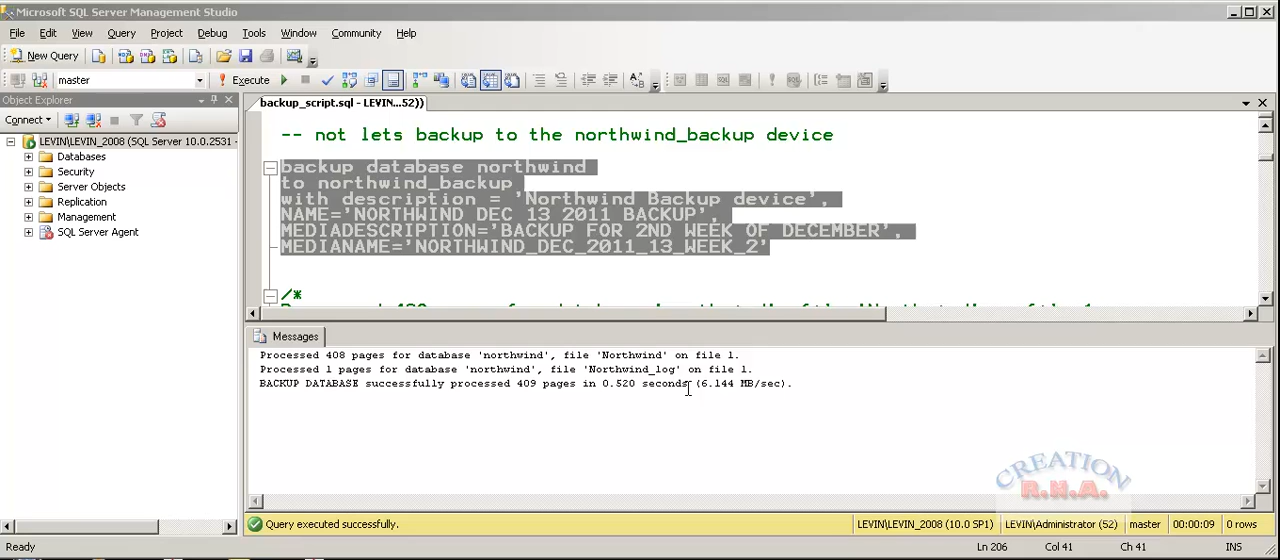 Microsoft SQL Server Management Studio
File Edit View Query Project Debug Tools Window Community Help
New Query
master Execute
Object Explorer
Connect
LEVIN\LEVIN_2008 (SQL Server 10.0.2531 -
Databases
Security
Server Objects
Replication
Management
SQL Server Agent
backup_script.sql - LEVIN...52))
-- not lets backup to the northwind_backup device
backup database northwind
to northwind_backup
with description = 'Northwind Backup device',
NAME='NORTHWIND DEC 13 2011 BACKUP',
MEDIADESCRIPTION='BACKUP FOR 2ND WEEK OF DECEMBER',
MEDIANAME='NORTHWIND_DEC_2011_13_WEEK_2'
/*
Messages
Processed 408 pages for database 'northwind', file 'Northwind' on file 1.
Processed 1 pages for database 'northwind', file 'Northwind_log' on file 1.
BACKUP DATABASE successfully processed 409 pages in 0.520 seconds (6.144 MB/sec).
CREATION
R.H.A.
Query executed successfully.
LEVIN\LEVIN_2008 (10.0 SP1) LEVIN\Administrator (52) master 00:00:09 0 rows
Ready Ln 206 Col 41 Ch 41 INS